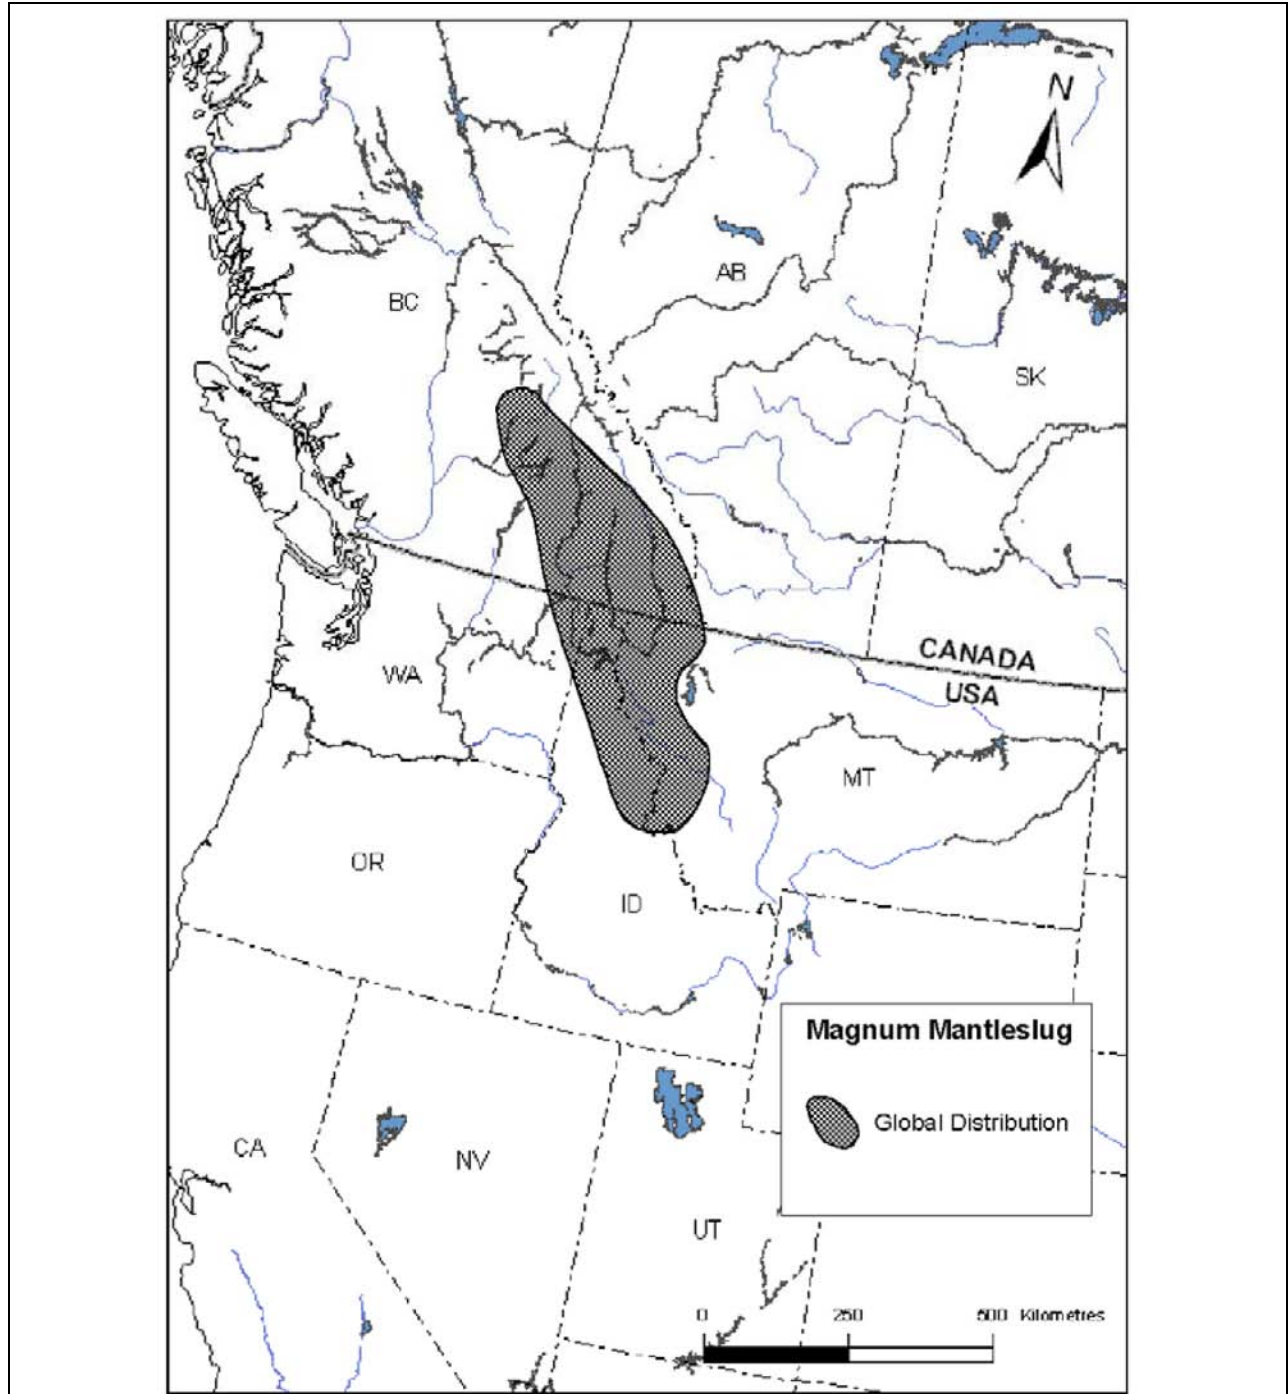 N
AB
BC
SK
CANADA
USA
WA
MT
OR
ID
Magnum Mantleslug
Global Distribution
CA
NV
UT
0 250 500 Kilometres